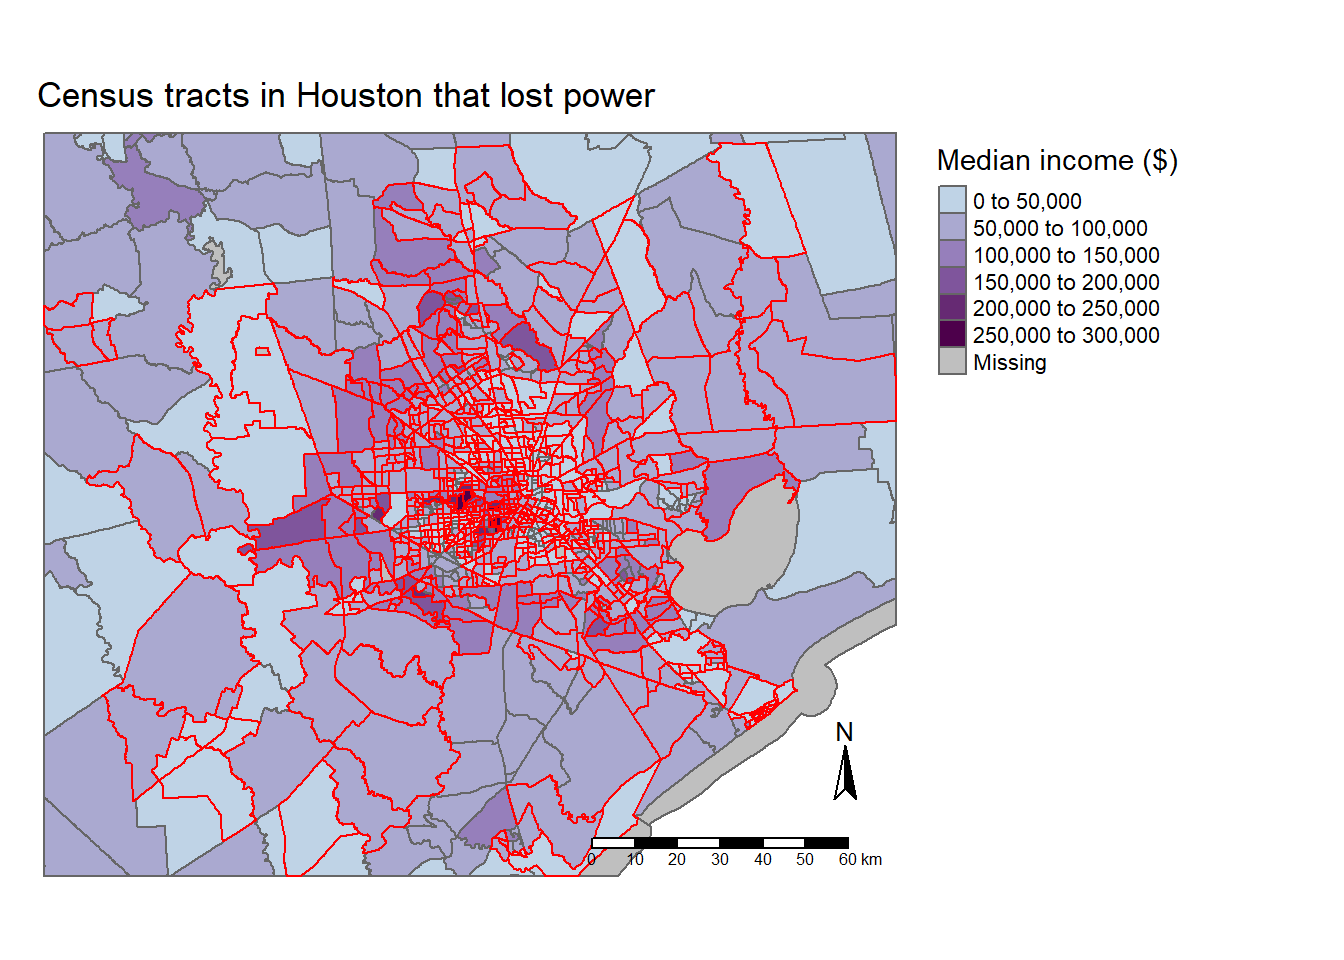 Census tracts in Houston that lost power
Median income ($)
0 to 50,000
50,000 to 100,000
100,000 to 150,000
150,000 to 200,000
200,000 to 250,000
250,000 to 300,000
Missing
N
0 10 20 30 40 50 60 km